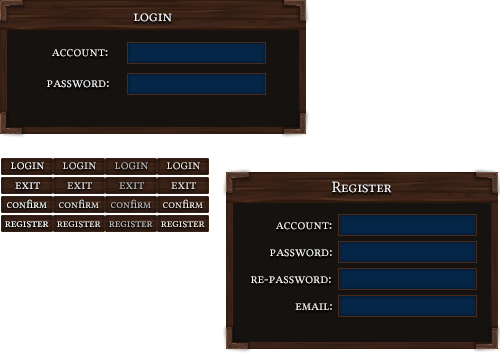 LOGIN
ACCOUNT:
PASSWORD:
LOGIN LOGIN LOGIN LOGIN
EXIT EXIT EXIT EXIT
CONFIRM CONFIRM CONFIRM CONFIRM
REGISTER REGISTER REGISTER REGISTER
REGISTER
ACCOUNT:
PASSWORD:
RE-PASSWORD:
EMAIL: